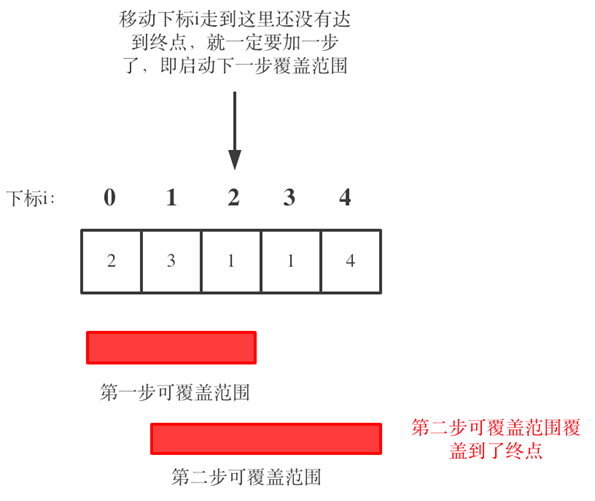 移动下标i走到这里还没有达
到终点，就一定要加一步
了，即启动下一步覆盖范围
下标i： 0 1 2 3 4
2 3 1 1 4
第一步可覆盖范围
第二步可覆盖范围覆
盖到了终点
第二步可覆盖范围